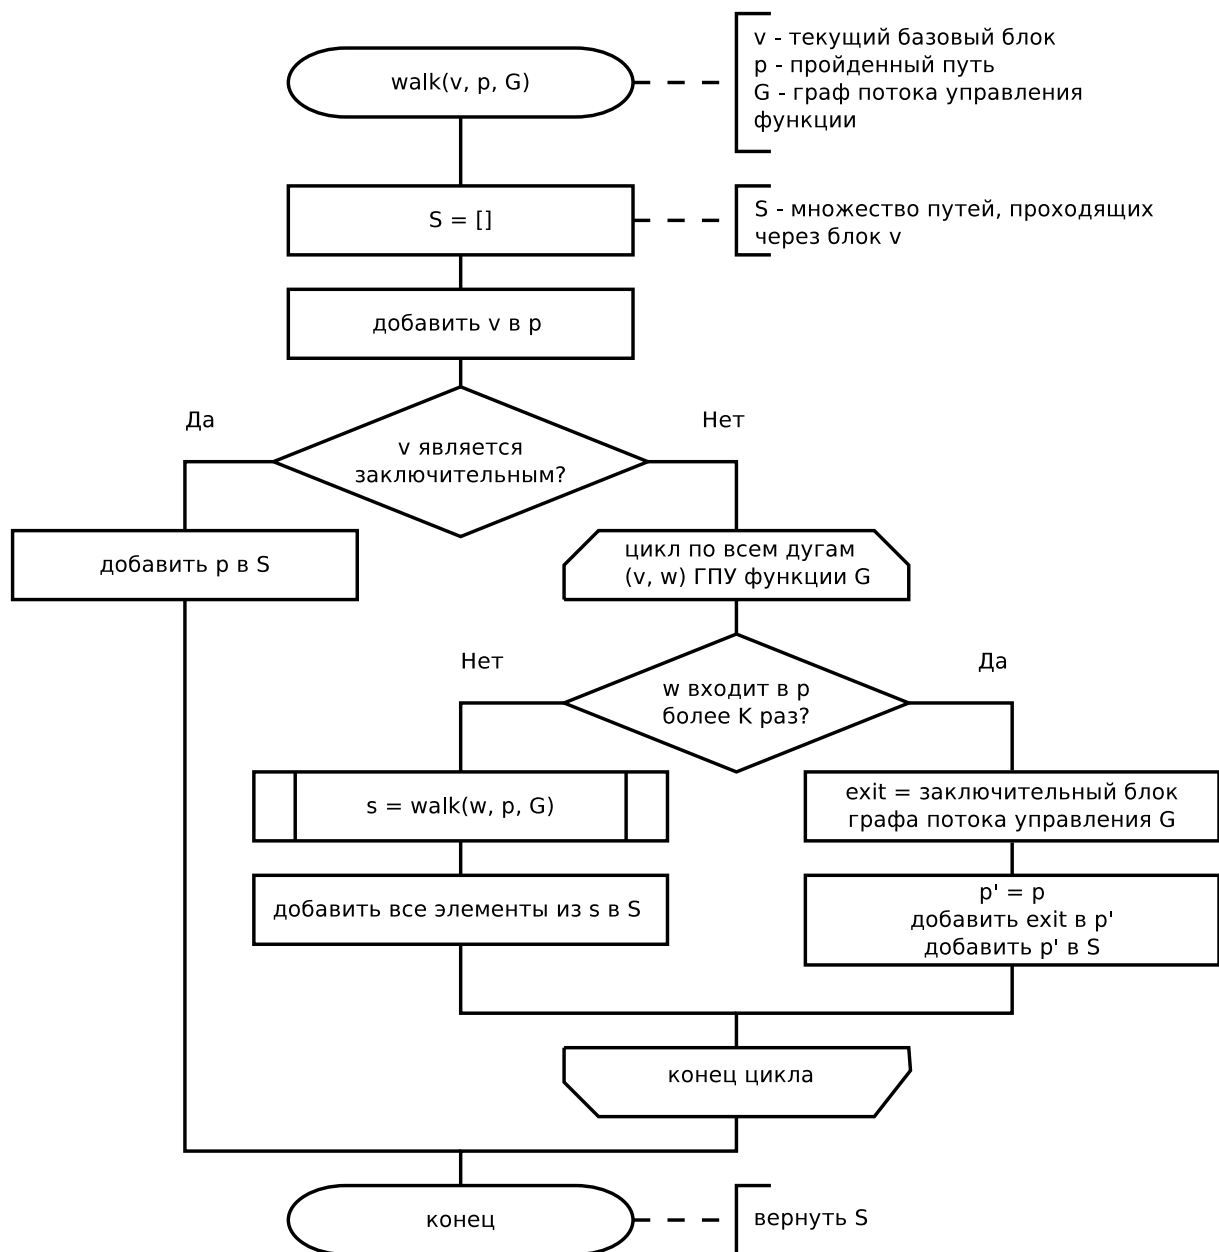 walk(v, p, G)
v - текущий базовый блок
p - пройденный путь
G - граф потока управления
функции
S = []
S - множество путей, проходящих
через блок v
добавить v в p
Да
Нет
v является
заключительным?
добавить p в S
цикл по всем дугам
(v, w) ГПУ функции G
Нет
Да
w входит в p
более K раз?
s = walk(w, p, G)
exit = заключительный блок
графа потока управления G
добавить все элементы из s в S
p' = p
добавить exit в p'
добавить p' в S
конец цикла
конец
вернуть S